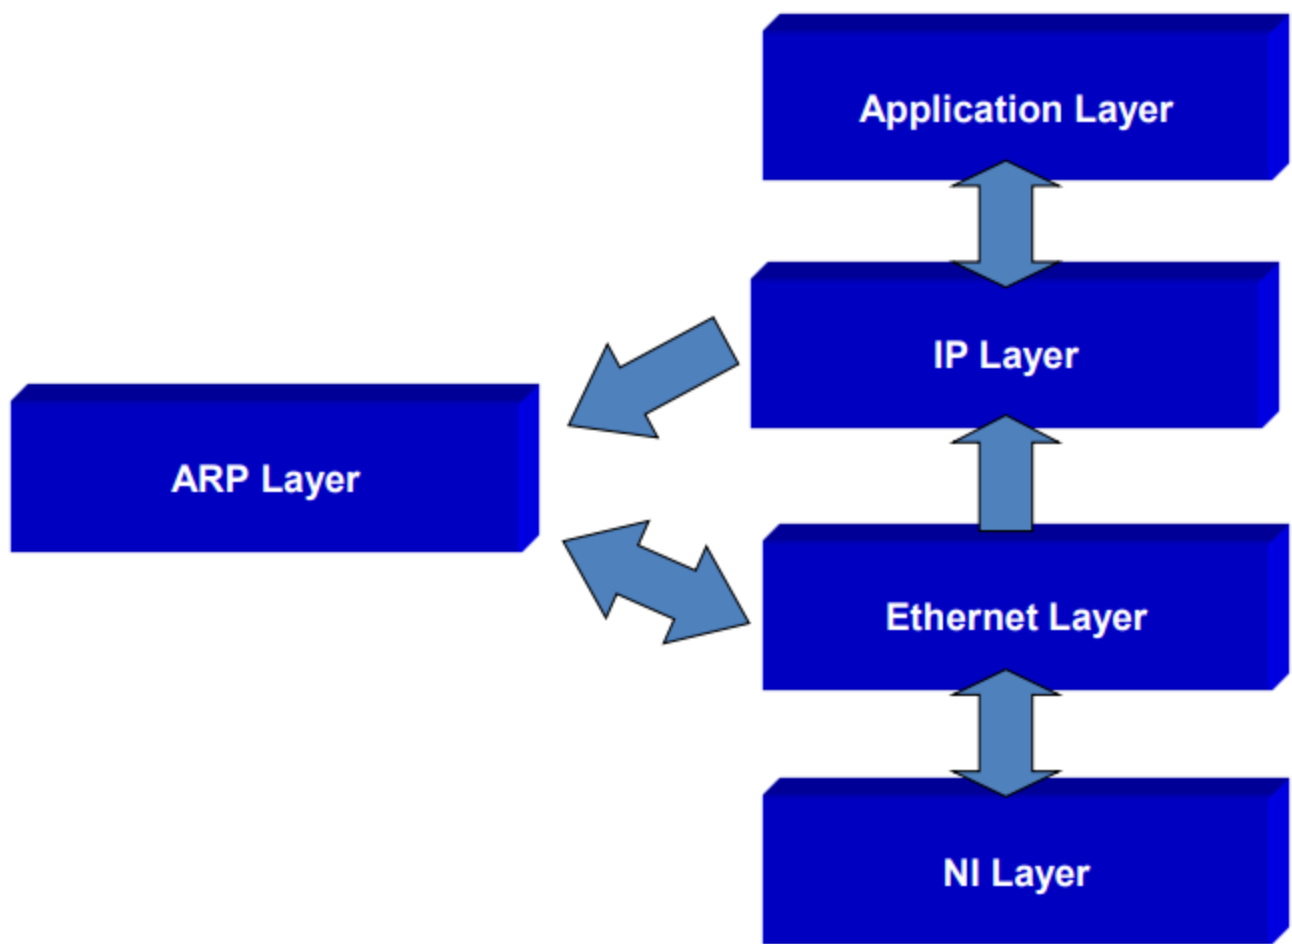 Application Layer
IP Layer
ARP Layer
Ethernet Layer
NI Layer